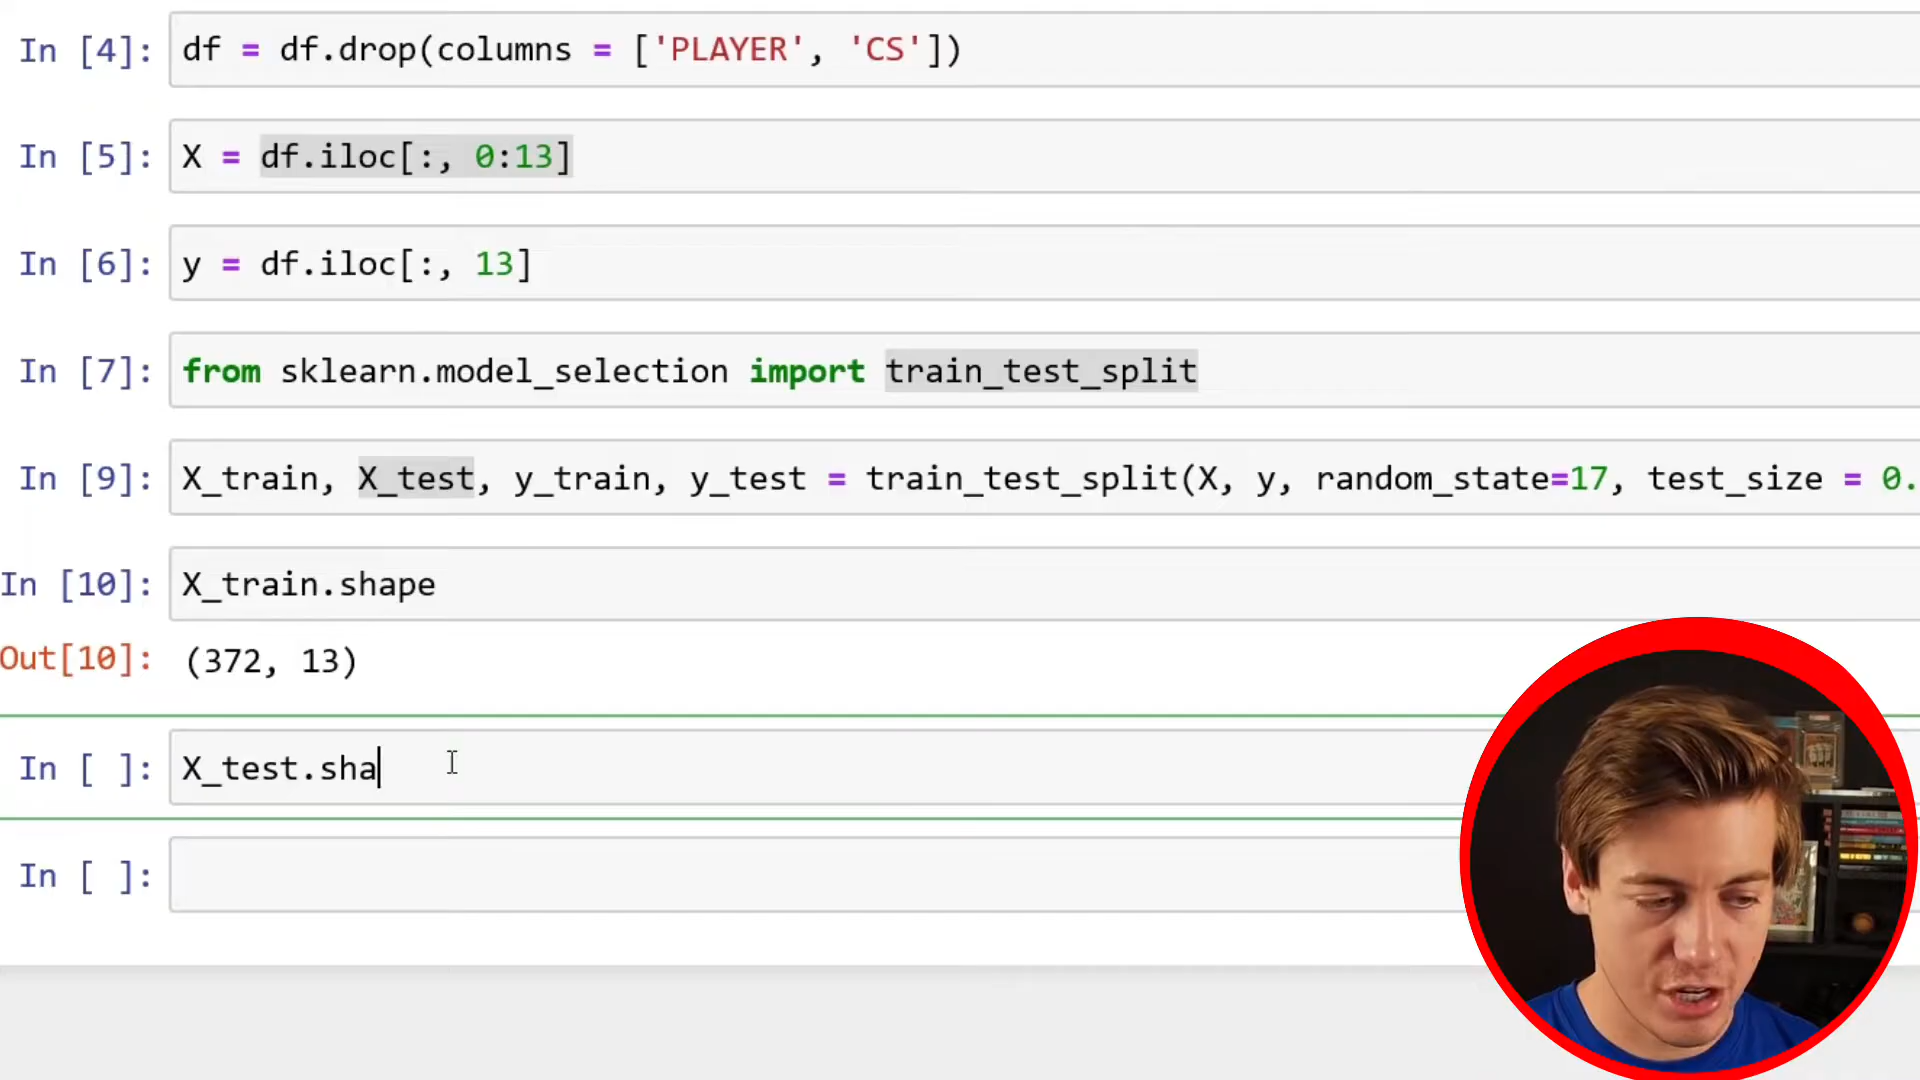 In [4]: df = df.drop(columns = ['PLAYER', 'CS'])
In [5]: X = df.iloc[:, 0:13]
In [6]: y = df.iloc[:, 13]
In [7]: from sklearn.model_selection import train_test_split
In [9]: X_train, X_test, y_train, y_test = train_test_split(X, y, random_state=17, test_size = 0.
In [10]: X_train.shape
Out[10]: (372, 13)
In [ ]: X_test.sha
In [ ]: